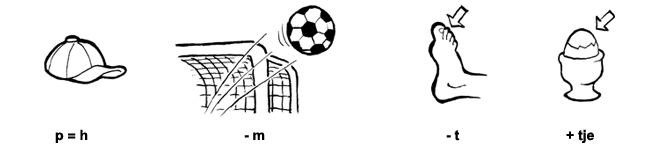 p = h - m - t + tje